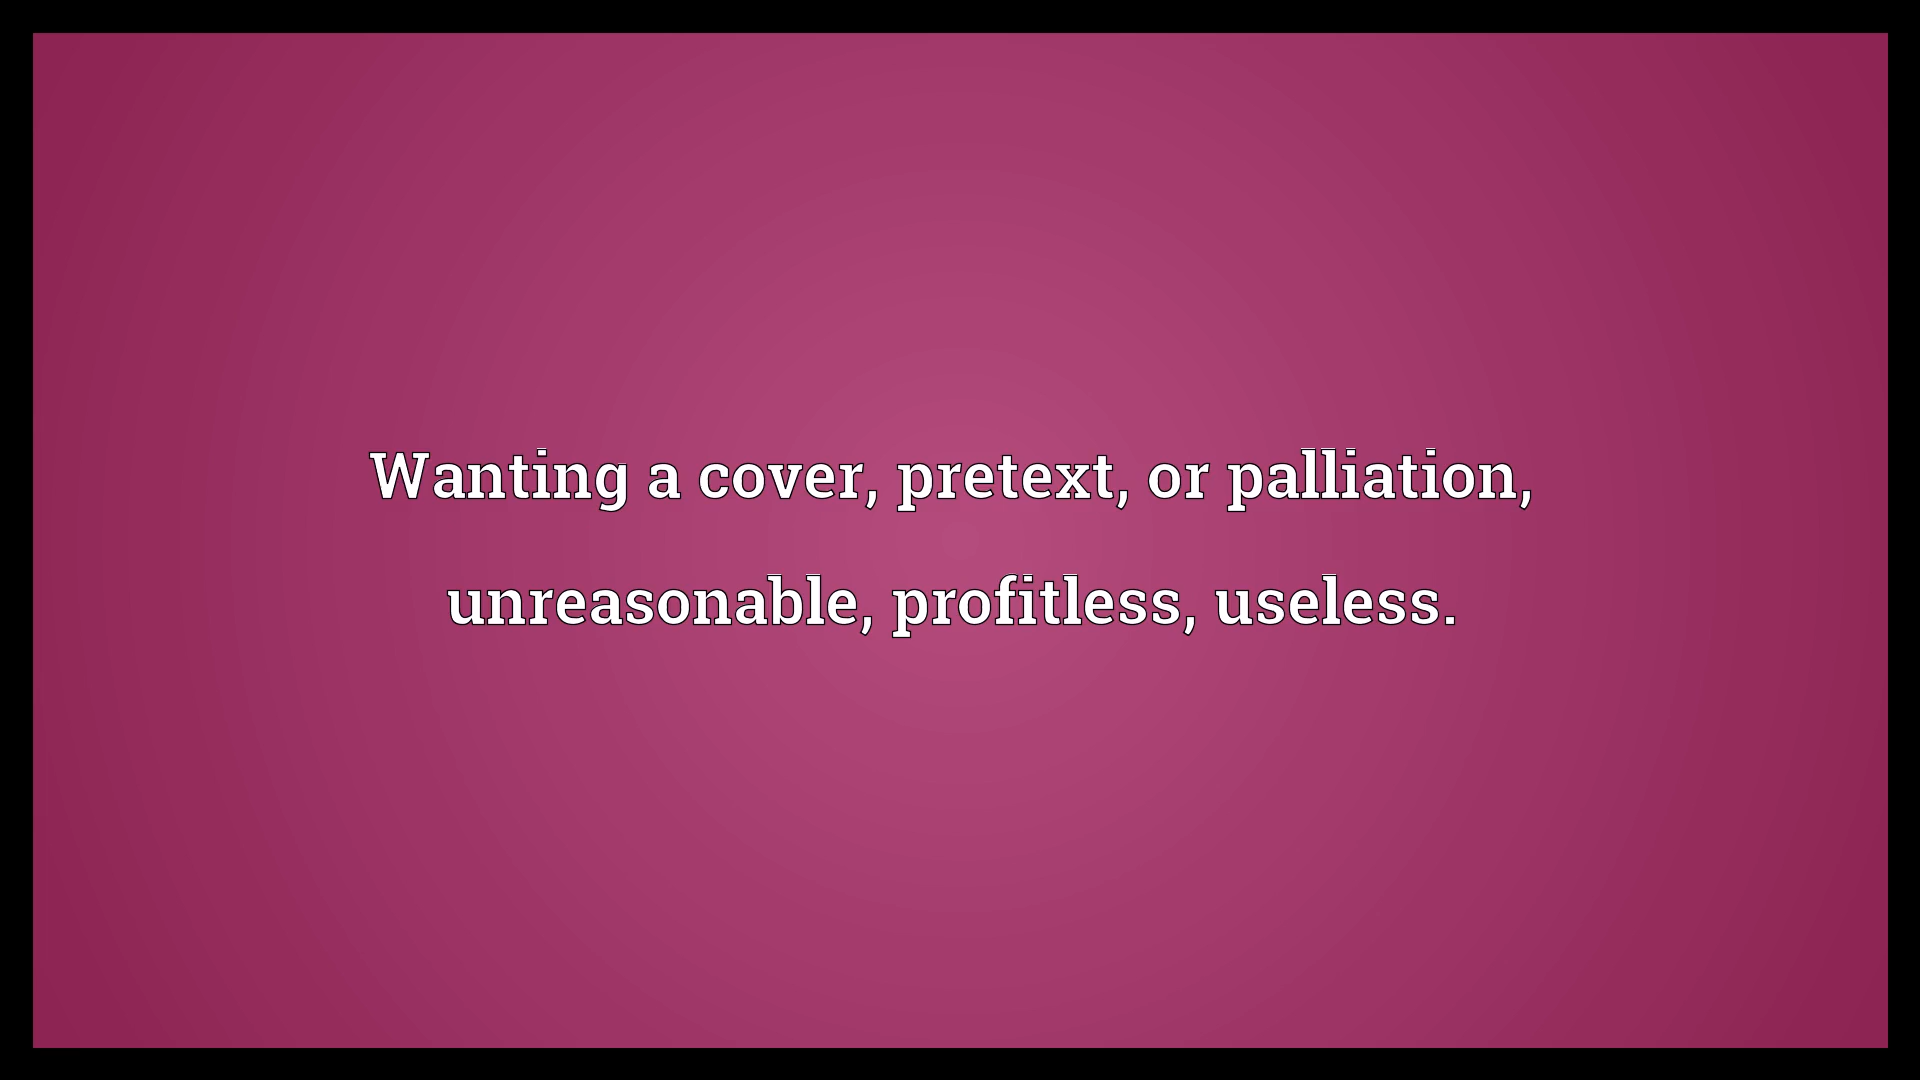 Wanting a cover, pretext, or palliation,
unreasonable, profitless, useless.